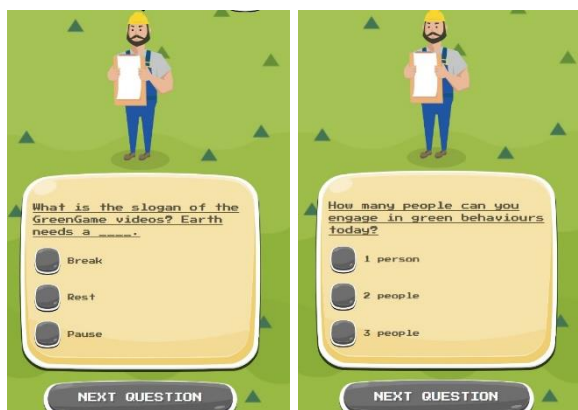 What is the slogan of the
GreenGame videos? Earth
needs a ____.
Break
Rest
Pause
NEXT QUESTION
How many people can you
engage in green behaviours
today?
1 person
2 people
3 people
NEXT QUESTION